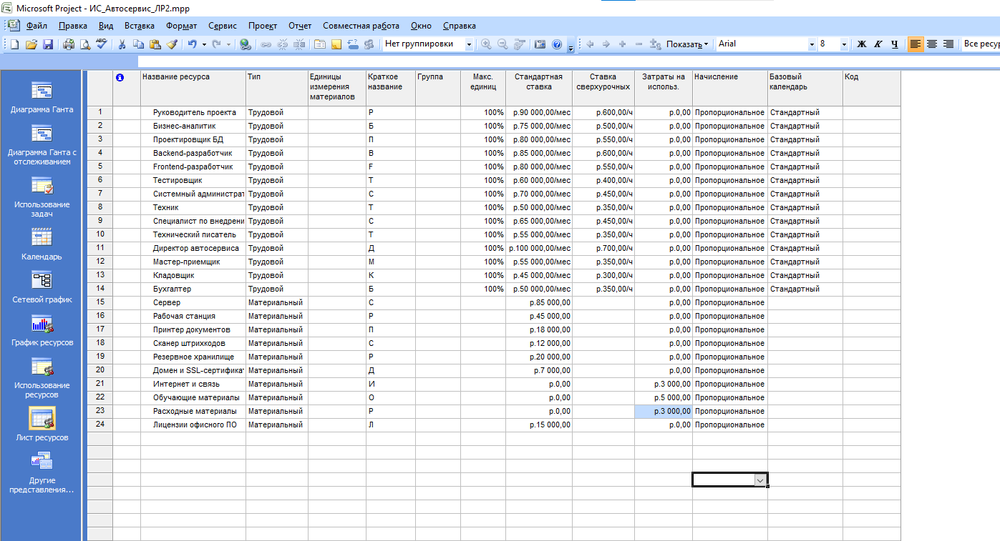 Microsoft Project - ИС_Автосервис_ЛР2.mpp
Файл Правка Вид Вставка Формат Сервис Проект Отчет Совместная работа Окно Справка
Нет группировки Показать Arial 8 Ж К Ч Все ресу
Диаграмма Ганта
Диаграмма Ганта с отслеживанием
Использование задач
Календарь
Сетевой график
График ресурсов
Использование ресурсов
Лист ресурсов
Другие представления...
Название ресурса Тип Единицы измерения материалов Краткое название Группа Макс. единиц Стандартная ставка Ставка сверхурочных Затраты на использ. Начисление Базовый календарь Код
1 Руководитель проекта Трудовой Р 100% р.90 000,00/мес р.600,00/ч р.0,00 Пропорциональное Стандартный
2 Бизнес-аналитик Трудовой Б 100% р.75 000,00/мес р.500,00/ч р.0,00 Пропорциональное Стандартный
3 Проектировщик БД Трудовой П 100% р.80 000,00/мес р.550,00/ч р.0,00 Пропорциональное Стандартный
4 Backend-разработчик Трудовой B 100% р.85 000,00/мес р.600,00/ч р.0,00 Пропорциональное Стандартный
5 Frontend-разработчик Трудовой F 100% р.80 000,00/мес р.550,00/ч р.0,00 Пропорциональное Стандартный
6 Тестировщик Трудовой Т 100% р.60 000,00/мес р.400,00/ч р.0,00 Пропорциональное Стандартный
7 Системный администрат Трудовой С 100% р.70 000,00/мес р.450,00/ч р.0,00 Пропорциональное Стандартный
8 Техник Трудовой Т 100% р.50 000,00/мес р.350,00/ч р.0,00 Пропорциональное Стандартный
9 Специалист по внедрени Трудовой С 100% р.65 000,00/мес р.450,00/ч р.0,00 Пропорциональное Стандартный
10 Технический писатель Трудовой Т 100% р.55 000,00/мес р.350,00/ч р.0,00 Пропорциональное Стандартный
11 Директор автосервиса Трудовой Д 100% р.100 000,00/мес р.700,00/ч р.0,00 Пропорциональное Стандартный
12 Мастер-приемщик Трудовой М 100% р.55 000,00/мес р.350,00/ч р.0,00 Пропорциональное Стандартный
13 Кладовщик Трудовой К 100% р.45 000,00/мес р.300,00/ч р.0,00 Пропорциональное Стандартный
14 Бухгалтер Трудовой Б 100% р.50 000,00/мес р.350,00/ч р.0,00 Пропорциональное Стандартный
15 Сервер Материальный С р.85 000,00 р.0,00 Пропорциональное
16 Рабочая станция Материальный Р р.45 000,00 р.0,00 Пропорциональное
17 Принтер документов Материальный П р.18 000,00 р.0,00 Пропорциональное
18 Сканер штрихкодов Материальный С р.12 000,00 р.0,00 Пропорциональное
19 Резервное хранилище Материальный Р р.20 000,00 р.0,00 Пропорциональное
20 Домен и SSL-сертификат Материальный Д р.7 000,00 р.0,00 Пропорциональное
21 Интернет и связь Материальный И р.0,00 р.3 000,00 Пропорциональное
22 Обучающие материалы Материальный О р.0,00 р.5 000,00 Пропорциональное
23 Расходные материалы Материальный Р р.0,00 р.3 000,00 Пропорциональное
24 Лицензии офисного ПО Материальный Л р.15 000,00 р.0,00 Пропорциональное